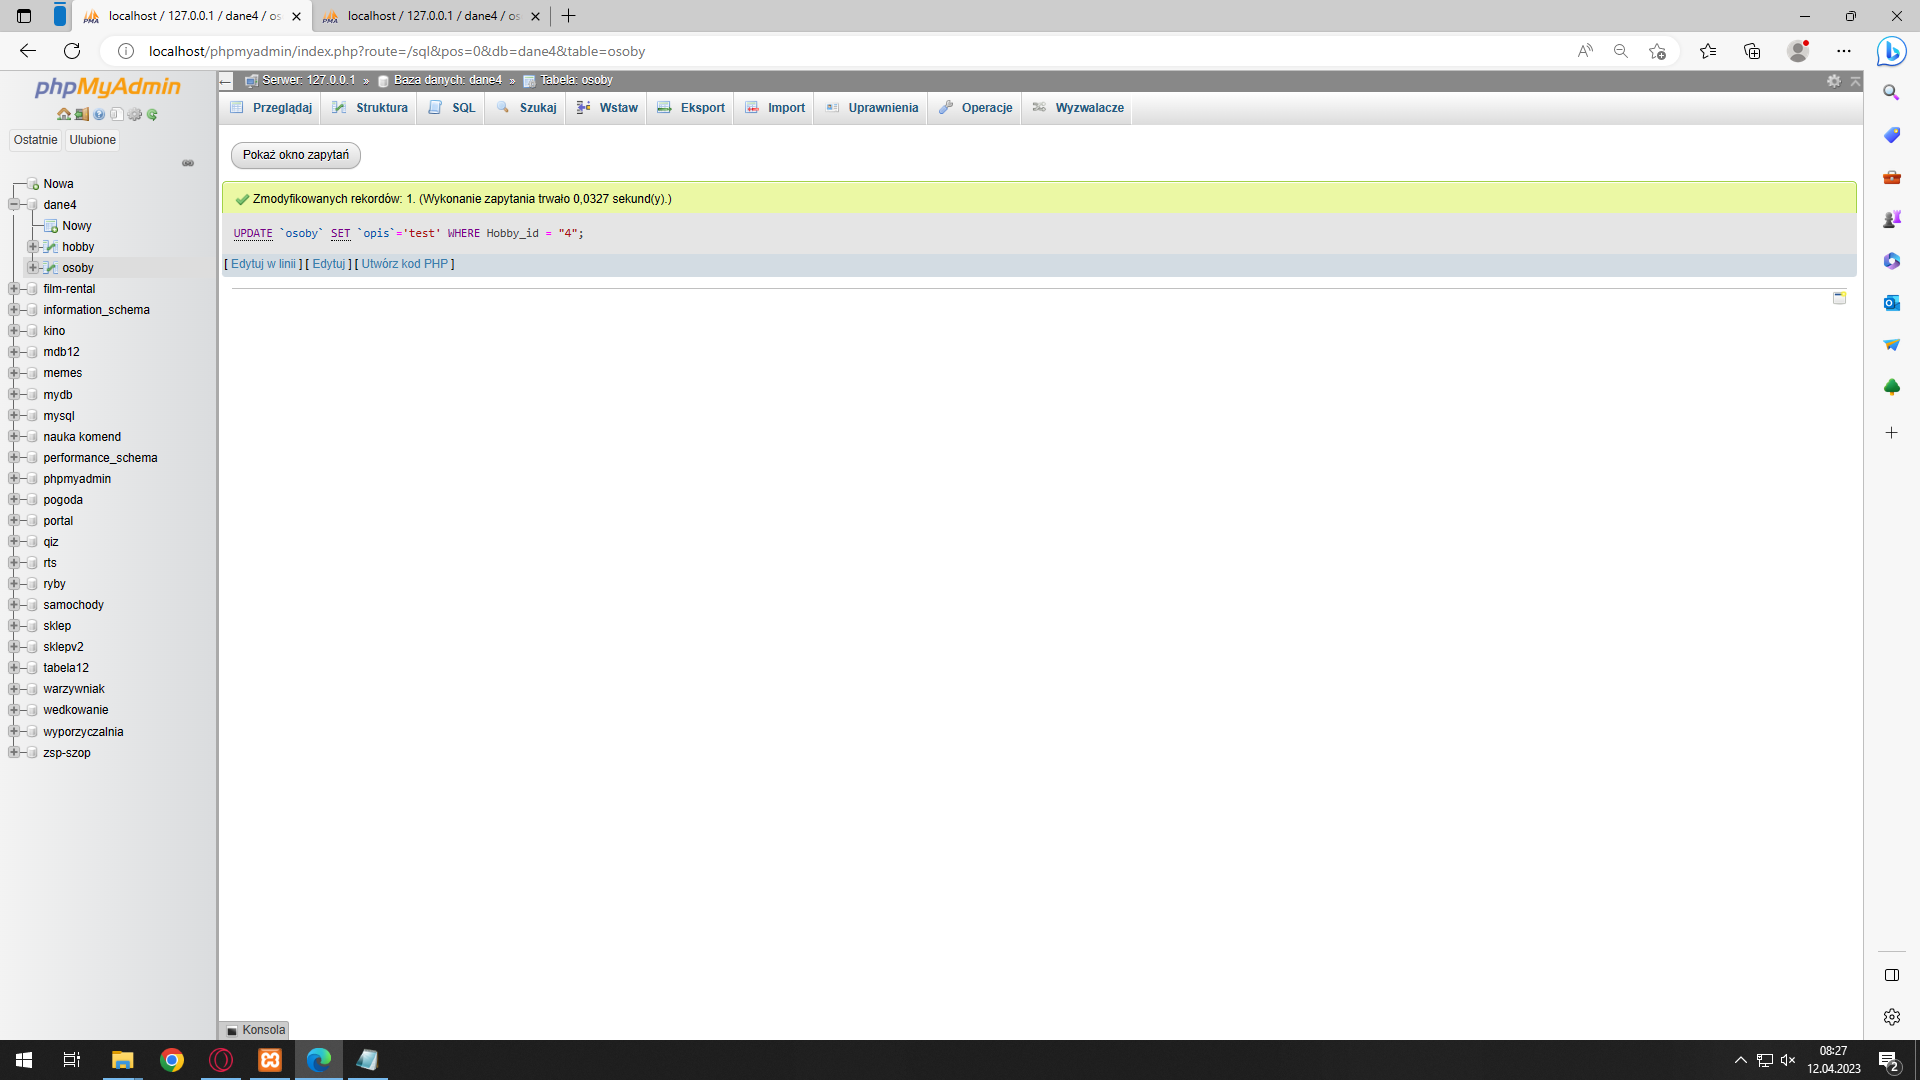 localhost / 127.0.0.1 / dane4 / os
localhost / 127.0.0.1 / dane4 / os
localhost/phpmyadmin/index.php?route=/sql&pos=0&db=dane4&table=osoby
phpMyAdmin
Ostatnie Ulubione
Nowa
dane4
Nowy
hobby
osoby
film-rental
information_schema
kino
mdb12
memes
mydb
mysql
nauka komend
performance_schema
phpmyadmin
pogoda
portal
qiz
rts
ryby
samochody
sklep
sklepv2
tabela12
warzywniak
wedkowanie
wyporzyczalnia
zsp-szop
Serwer: 127.0.0.1 » Baza danych: dane4 » Tabela: osoby
Przeglądaj Struktura SQL Szukaj Wstaw Eksport Import Uprawnienia Operacje Wyzwalacze
Pokaż okno zapytań
Zmodyfikowanych rekordów: 1. (Wykonanie zapytania trwało 0,0327 sekund(y).)
UPDATE `osoby` SET `opis`='test' WHERE Hobby_id = "4";
[ Edytuj w linii ] [ Edytuj ] [ Utwórz kod PHP ]
Konsola
08:27
12.04.2023
2